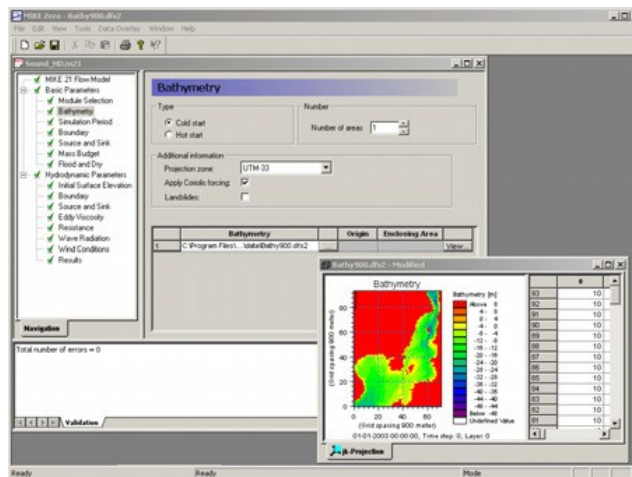 MIKE Zero - Bathy900.dfs2
File Edit View Tools Data Overlay Window Help
Sound_HD.m21
MIKE 21 Flow Model
Basic Parameters
Module Selection
Bathymetry
Simulation Period
Boundary
Source and Sink
Mass Budget
Flood and Dry
Hydrodynamic Parameters
Initial Surface Elevation
Boundary
Source and Sink
Eddy Viscosity
Resistance
Wave Radiation
Wind Conditions
Results
Navigation
Bathymetry
Type
Cold start
Hot start
Number
Number of areas 1
Additional information
Projection zone: UTM-33
Apply Coriolis forcing:
Landslides:
Bathymetry Origin Enclosing Area
1 C:\Program Files\...\data\Bathy900.dfs2 ... View...
Total number of errors = 0
Validation
Bathy900.dfs2 - Modified
Bathymetry
(Grid spacing 900 meter)
80
60
40
20
0
0 20 40 60
(Grid spacing 900 meter)
01-01-2003 00:00:00, Time step: 0, Layer: 0
Bathymetry [m]
Above 8
4 - 8
0 - 4
-4 - 0
-8 - -4
-12 - -8
-16 - -12
-20 - -16
-24 - -20
-28 - -24
-32 - -28
-36 - -32
-40 - -36
-44 - -40
-48 - -44
Below -48
Undefined Value
0
93 10
92 10
91 10
90 10
89 10
88 10
87 10
86 10
85 10
84 10
83 10
82 10
81 10
jk-Projection
Ready Ready Mode